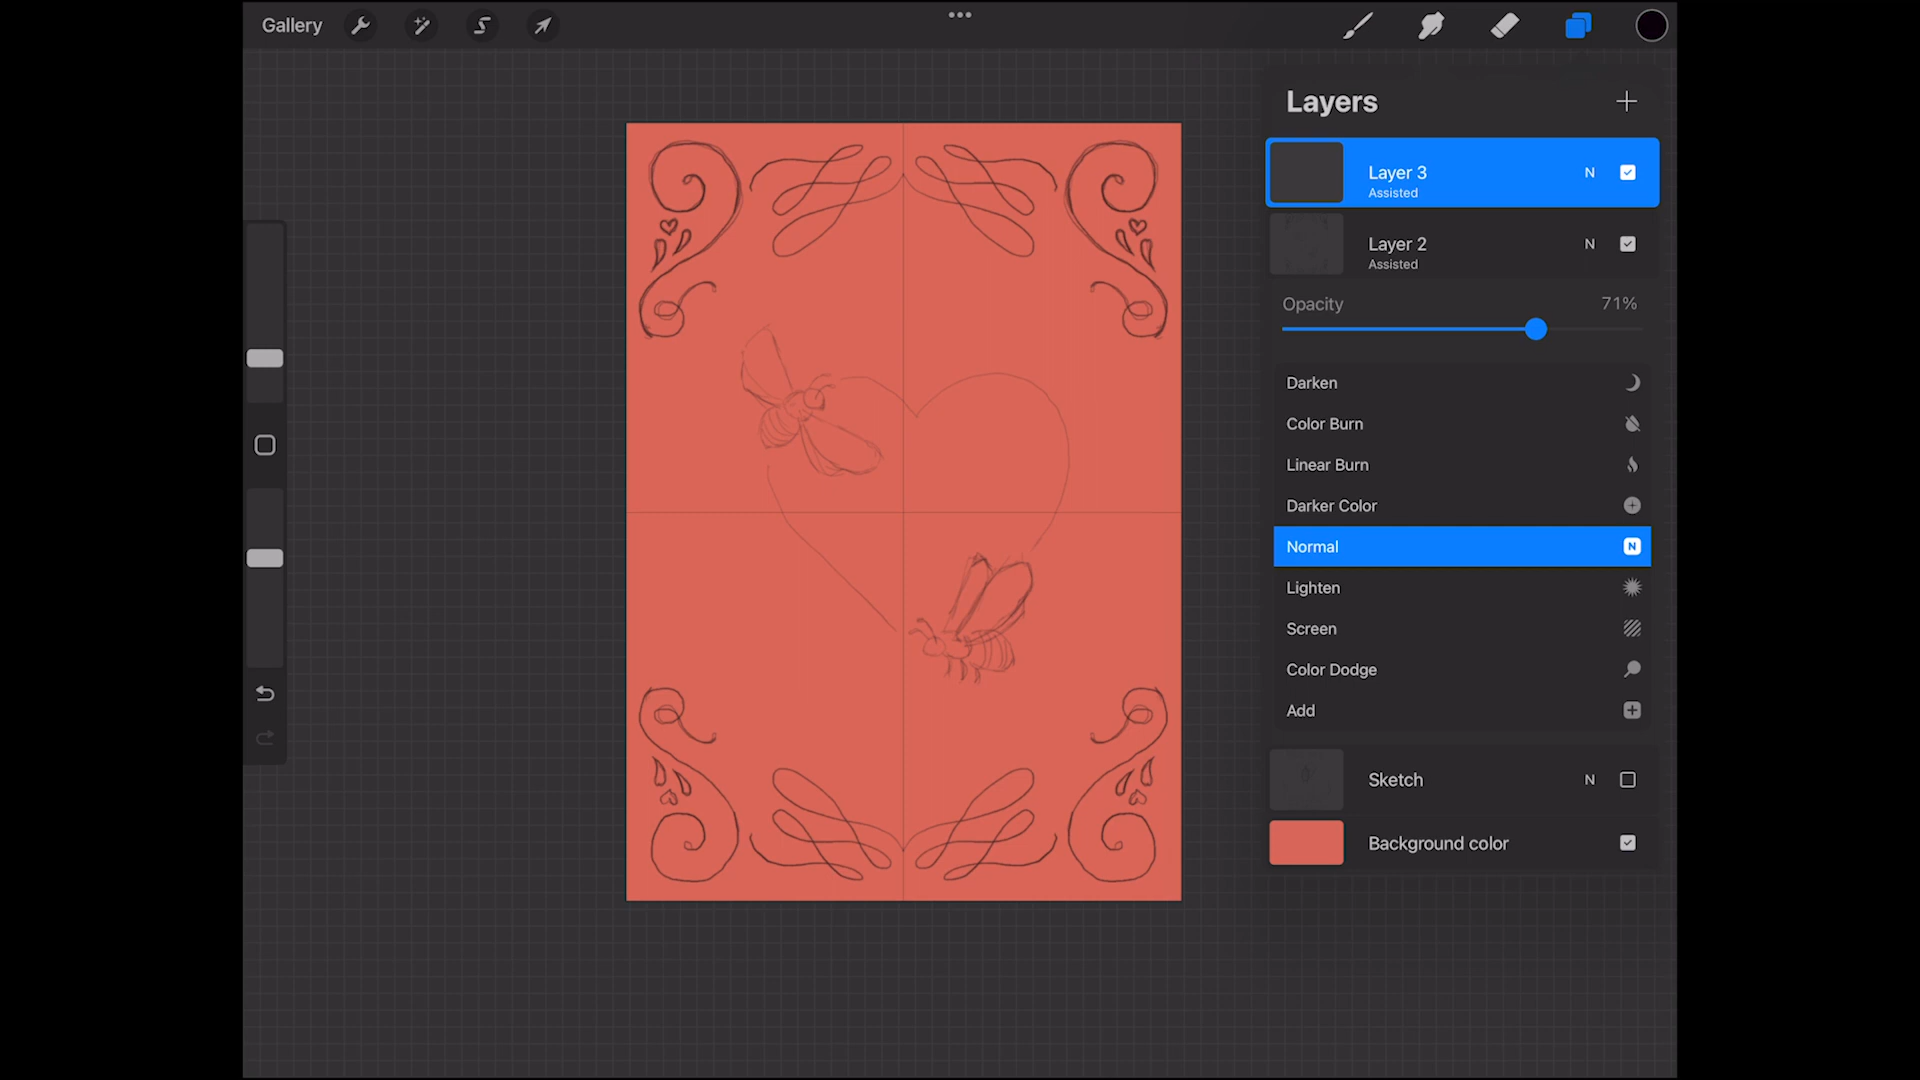 Gallery
Layers
Layer 3
N
Assisted
Layer 2
N
Assisted
Opacity
71%
Darken
Color Burn
Linear Burn
Darker Color
Normal
N
Lighten
Screen
Color Dodge
Add
Sketch
N
Background color